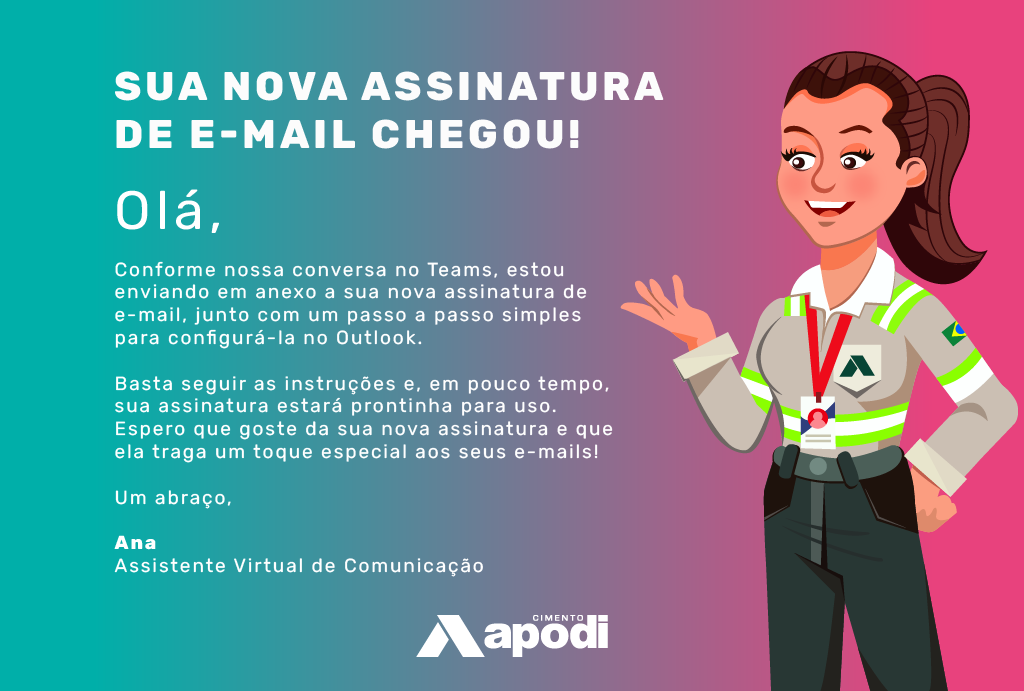 SUA NOVA ASSINATURA
DE E-MAIL CHEGOU!
Olá,
Conforme nossa conversa no Teams, estou
enviando em anexo a sua nova assinatura de
e-mail, junto com um passo a passo simples
para configurá-la no Outlook.
Basta seguir as instruções e, em pouco tempo,
sua assinatura estará prontinha para uso.
Espero que goste da sua nova assinatura e que
ela traga um toque especial aos seus e-mails!
Um abraço,
Ana
Assistente Virtual de Comunicação
CIMENTO
apodi